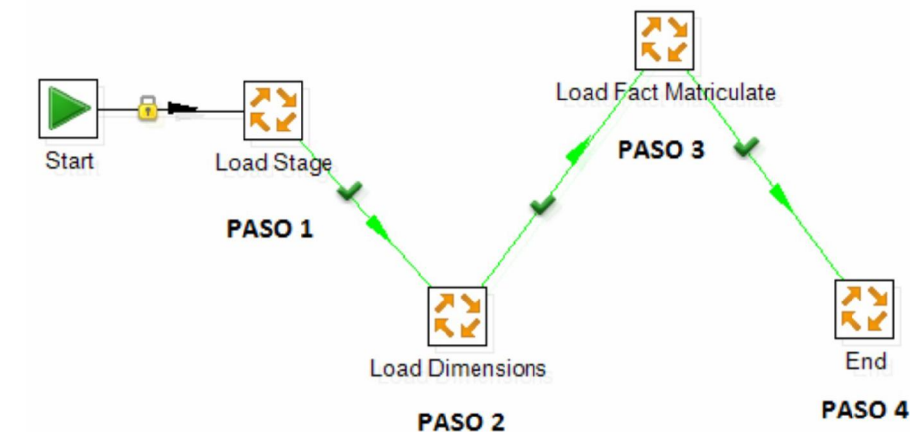 Start
Load Stage
PASO 1
Load Dimensions
PASO 2
Load Fact Matriculate
PASO 3
End
PASO 4